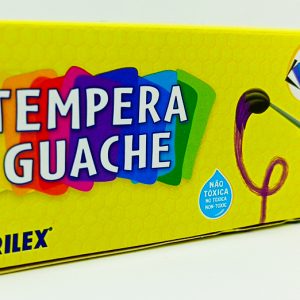 TEMPERA
GUACHE
NÃO
TÓXICA
NO TÓXICA
NON-TOXIC
RILEX®